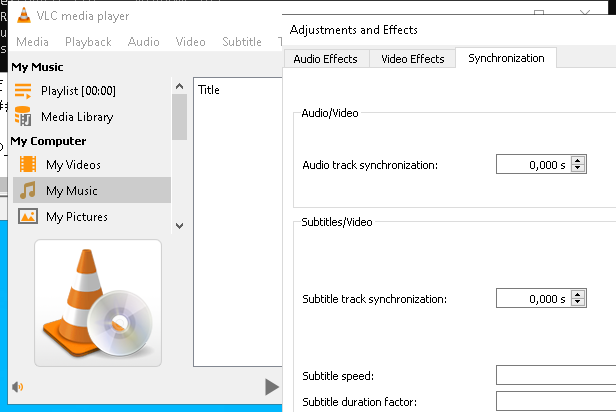 VLC media player
Adjustments and Effects
Media Playback Audio Video Subtitle
Audio Effects Video Effects Synchronization
My Music
Playlist [00:00]
Media Library
My Computer
My Videos
My Music
My Pictures
Title
Audio/Video
Audio track synchronization: 0,000 s
Subtitles/Video
Subtitle track synchronization: 0,000 s
Subtitle speed:
Subtitle duration factor: